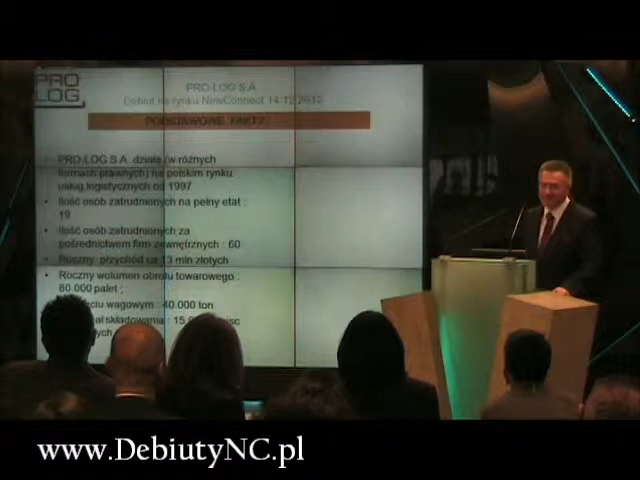 PRO
LOG
PRO-LOG S.A
Debiut na rynku NewConnect 14.12.2012
PODSTAWOWE FAKTY
• PRO-LOG S.A. działa (w różnych
formach prawnych) na polskim rynku
usług logistycznych od 1997
• Ilość osób zatrudnionych na pełny etat :
19
• Ilość osób zatrudnionych za
pośrednictwem firm zewnętrznych : 60
• Roczny przychód ca 13 mln złotych
• Roczny wolumen obrotu towarowego :
80 000 palet ;
wagowym : 40.000 ton
składowania :
www.DebiutyNC.pl